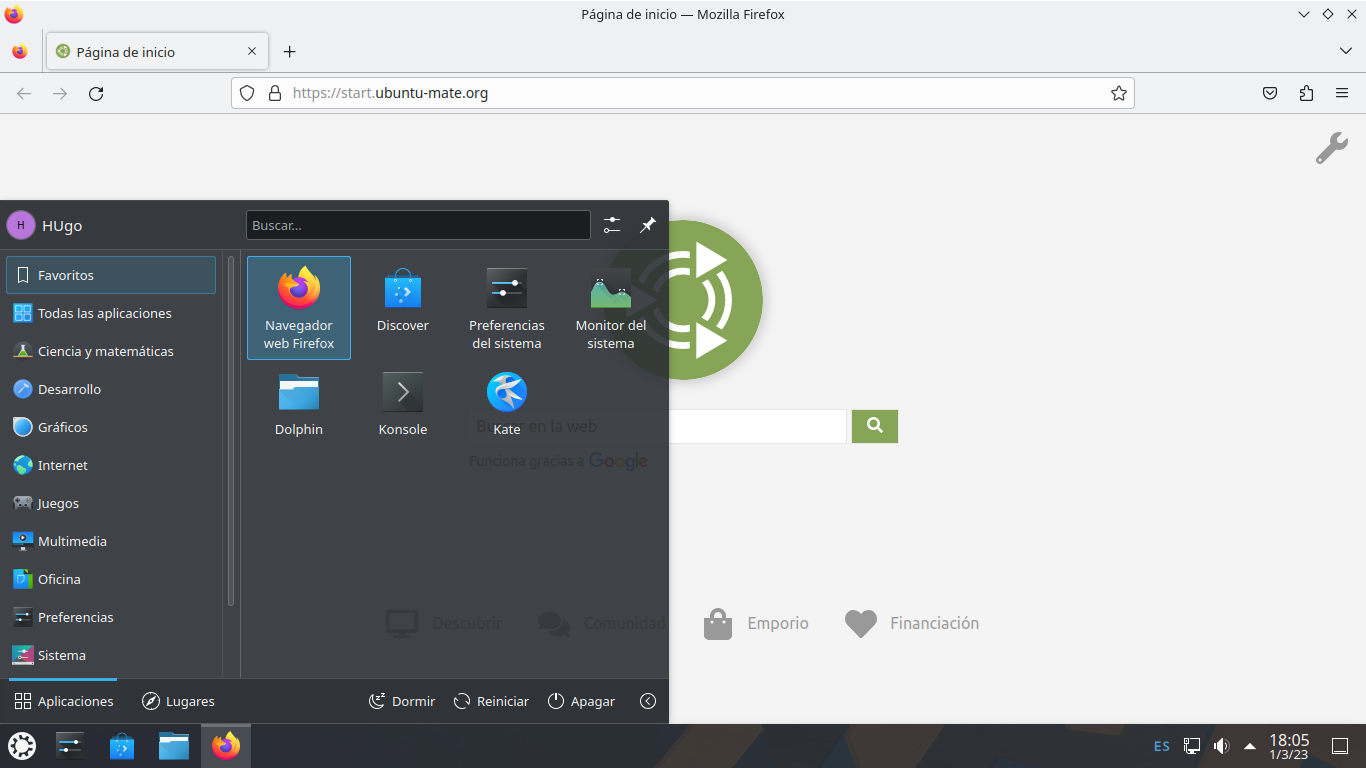 Página de inicio — Mozilla Firefox
Página de inicio
https://start.ubuntu-mate.org
H
HUgo
Buscar...
Favoritos
Todas las aplicaciones
Ciencia y matemáticas
Desarrollo
Gráficos
Internet
Juegos
Multimedia
Oficina
Preferencias
Sistema
Navegador
web Firefox
Discover
Preferencias
del sistema
Monitor del
sistema
Dolphin
Konsole
Kate
Buscar en la web
Funciona gracias a Google
Descubrir
Comunidad
Emporio
Financiación
Aplicaciones
Lugares
Dormir
Reiniciar
Apagar
ES
18:05
1/3/23